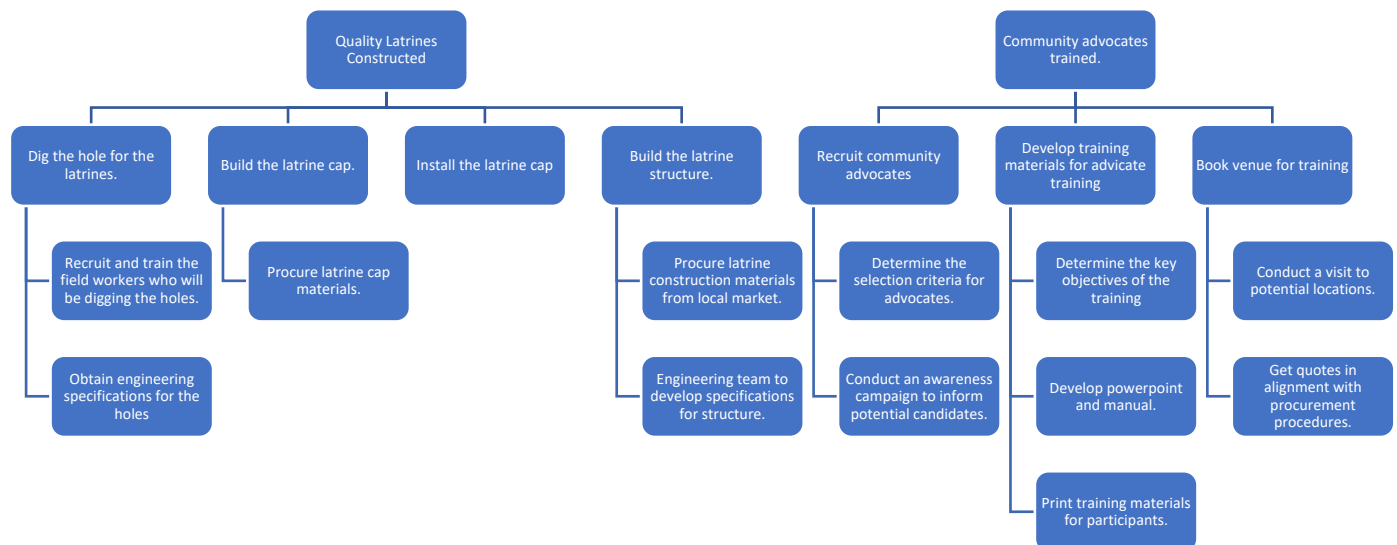 Quality Latrines
Constructed
Community advocates
trained.
Dig the hole for the
latrines.
Build the latrine cap.
Install the latrine cap
Build the latrine
structure.
Recruit community
advocates
Develop training
materials for advicate
training
Book venue for training
Recruit and train the
field workers who will
be digging the holes.
Procure latrine cap
materials.
Procure latrine
construction materials
from local market.
Determine the
selection criteria for
advocates.
Determine the key
objectives of the
training
Conduct a visit to
potential locations.
Obtain engineering
specifications for the
holes
Engineering team to
develop specifications
for structure.
Conduct an awareness
campaign to inform
potential candidates.
Develop powerpoint
and manual.
Get quotes in
alignment with
procurement
procedures.
Print training materials
for participants.